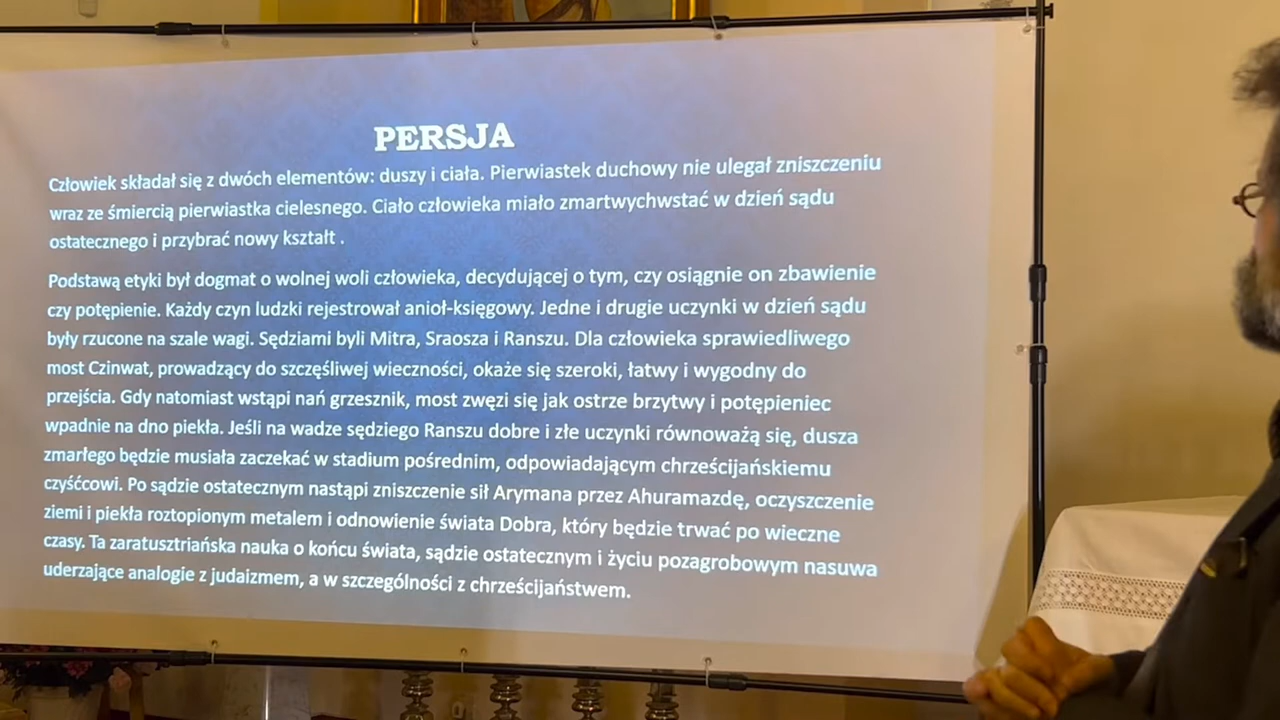 PERSJA
Człowiek składał się z dwóch elementów: duszy i ciała. Pierwiastek duchowy nie ulegał zniszczeniu
wraz ze śmiercią pierwiastka cielesnego. Ciało człowieka miało zmartwychwstać w dzień sądu
ostatecznego i przybrać nowy kształt .
Podstawą etyki był dogmat o wolnej woli człowieka, decydującej o tym, czy osiągnie on zbawienie
czy potępienie. Każdy czyn ludzki rejestrował anioł-księgowy. Jedne i drugie uczynki w dzień sądu
były rzucone na szale wagi. Sędziami byli Mitra, Sraosza i Ranszu. Dla człowieka sprawiedliwego
most Czinwat, prowadzący do szczęśliwej wieczności, okaże się szeroki, łatwy i wygodny do
przejścia. Gdy natomiast wstąpi nań grzesznik, most zwęzi się jak ostrze brzytwy i potępieniec
wpadnie na dno piekła. Jeśli na wadze sędziego Ranszu dobre i złe uczynki równoważą się, dusza
zmarłego będzie musiała zaczekać w stadium pośrednim, odpowiadającym chrześcijańskiemu
czyśćcowi. Po sądzie ostatecznym nastąpi zniszczenie sił Arymana przez Ahuramazdę, oczyszczenie
ziemi i piekła roztopionym metalem i odnowienie świata Dobra, który będzie trwać po wieczne
czasy. Ta zaratusztriańska nauka o końcu świata, sądzie ostatecznym i życiu pozagrobowym nasuwa
uderzające analogie z judaizmem, a w szczególności z chrześcijaństwem.